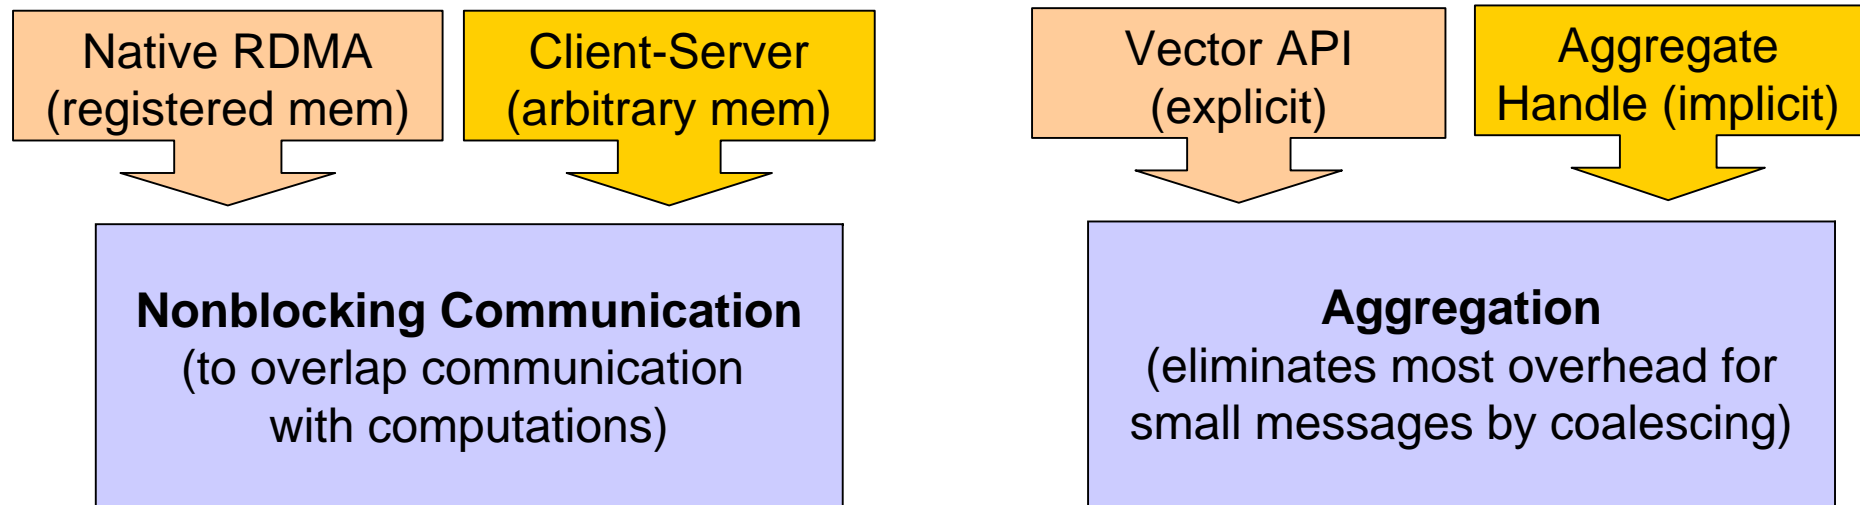 Native RDMA
(registered mem)
Client-Server
(arbitrary mem)
Vector API
(explicit)
Aggregate
Handle (implicit)
Nonblocking Communication
(to overlap communication
with computations)
Aggregation
(eliminates most overhead for
small messages by coalescing)